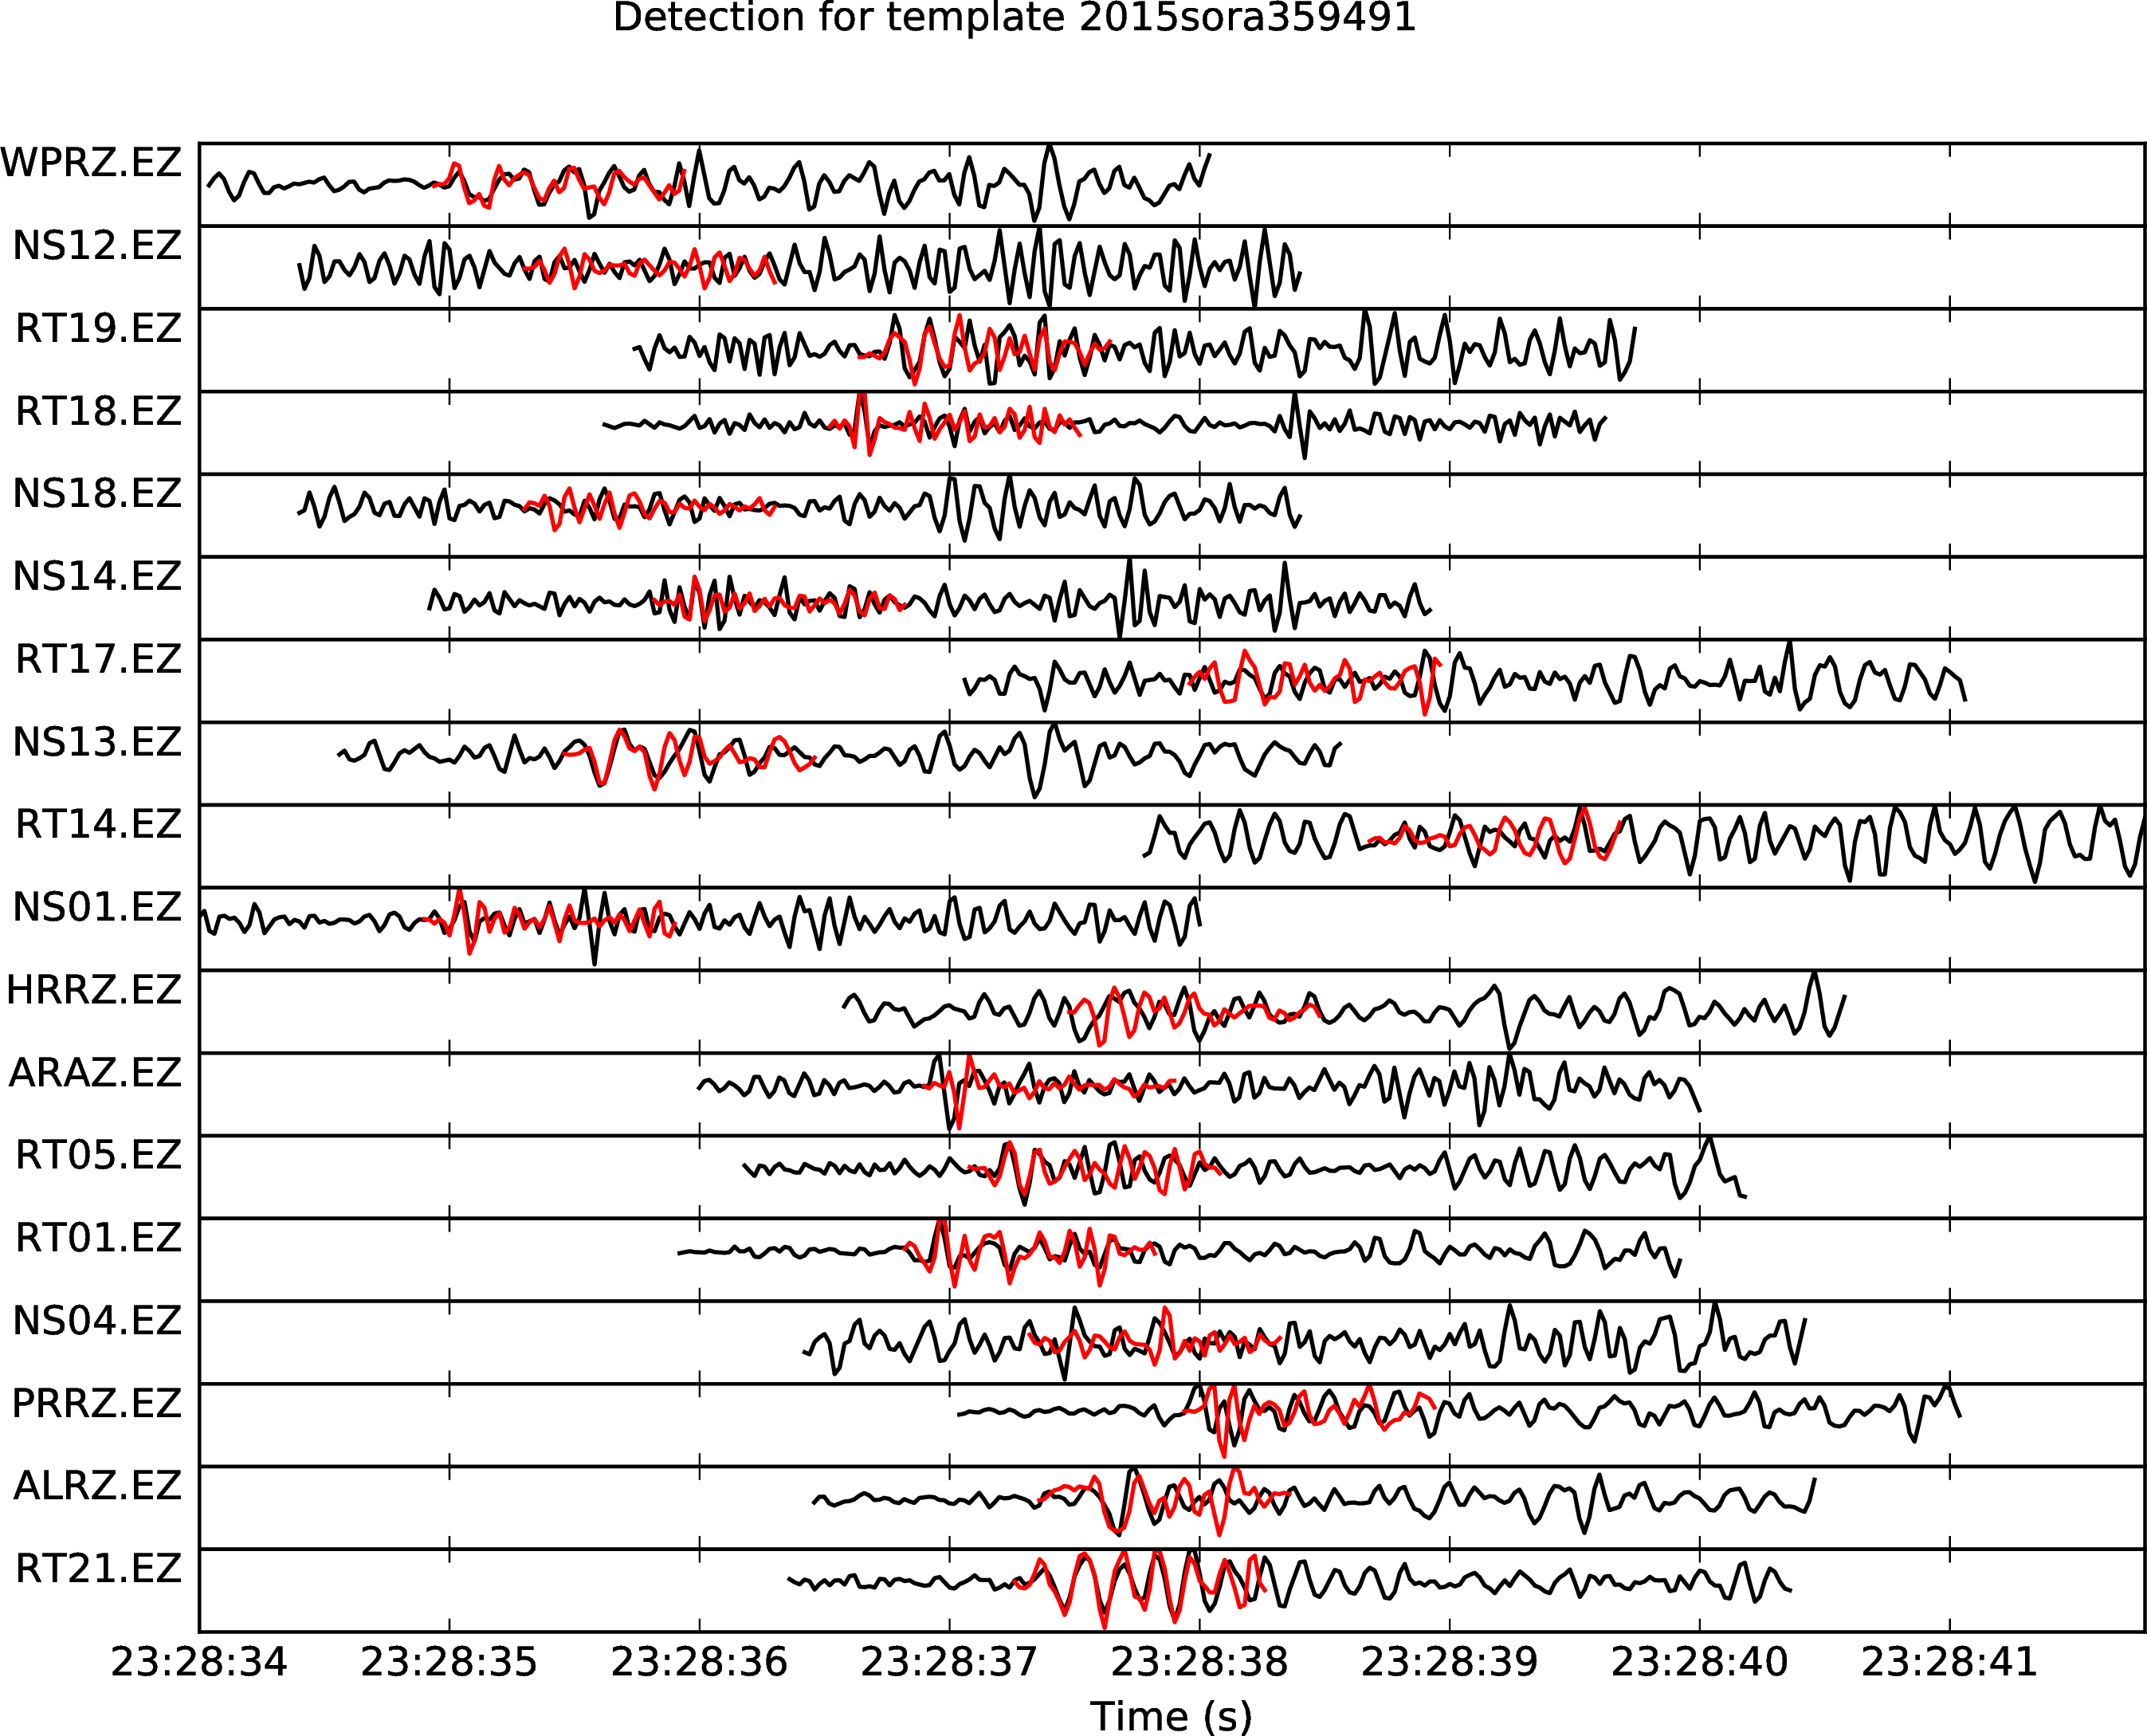 Detection for template 2015sora359491
WPRZ.EZ
NS12.EZ
RT19.EZ
RT18.EZ
NS18.EZ
NS14.EZ
RT17.EZ
NS13.EZ
RT14.EZ
NS01.EZ
HRRZ.EZ
ARAZ.EZ
RT05.EZ
RT01.EZ
NS04.EZ
PRRZ.EZ
ALRZ.EZ
RT21.EZ
23:28:34 23:28:35 23:28:36 23:28:37 23:28:38 23:28:39 23:28:40 23:28:41
Time (s)